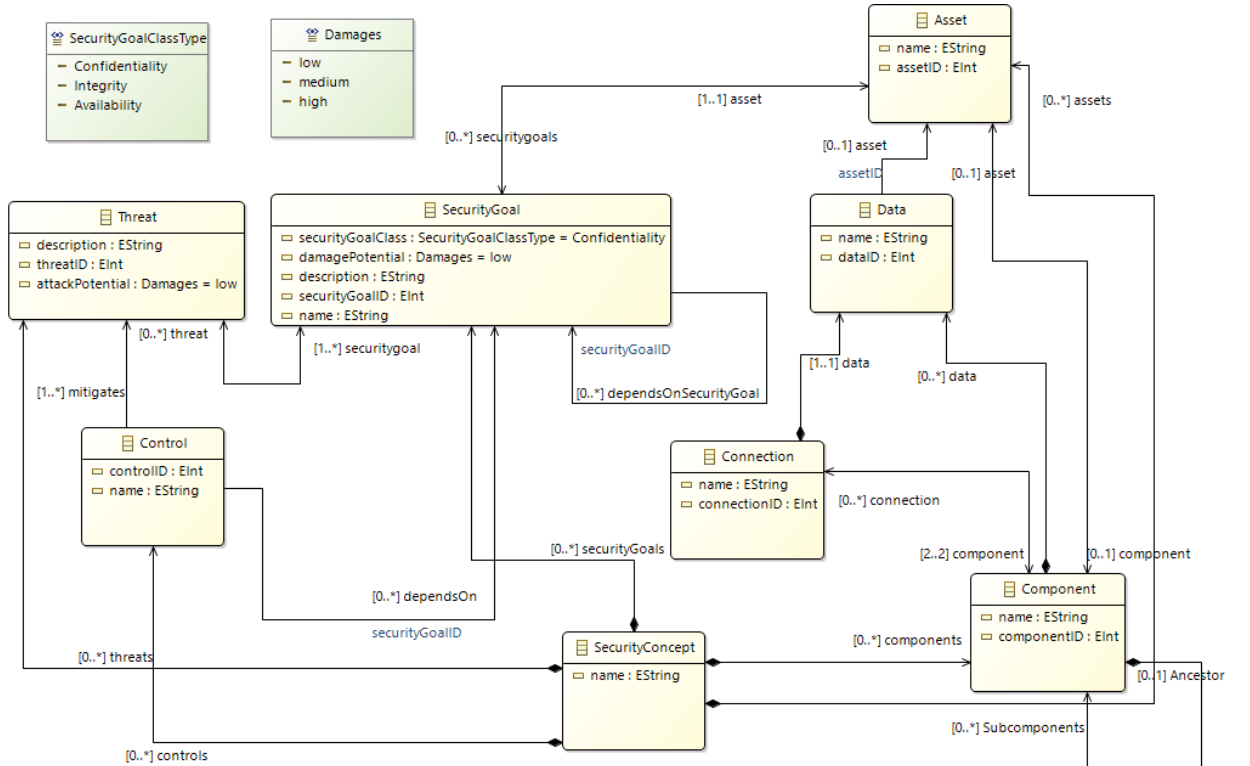 SecurityGoalClassType
Confidentiality
Integrity
Availability
Damages
low
medium
high
Asset
name : EString
assetID : EInt
[1..1] asset
[0..*] assets
[0..*] securitygoals
[0..1] asset
assetID
[0..1] asset
Threat
description : EString
threatID : EInt
attackPotential : Damages = low
SecurityGoal
securityGoalClass : SecurityGoalClassType = Confidentiality
damagePotential : Damages = low
description : EString
securityGoalID : EInt
name : EString
Data
name : EString
dataID : EInt
[0..*] threat
[1..*] securitygoal
securityGoalID
[0..*] dependsOnSecurityGoal
[1..1] data
[0..*] data
[1..*] mitigates
Control
controlID : EInt
name : EString
Connection
name : EString
connectionID : EInt
[0..*] connection
[0..*] securityGoals
[2..2] component
[0..1] component
Component
name : EString
componentID : EInt
[0..*] dependsOn
securityGoalID
[0..*] threats
SecurityConcept
name : EString
[0..*] components
[0..1] Ancestor
[0..*] Subcomponents
[0..*] controls